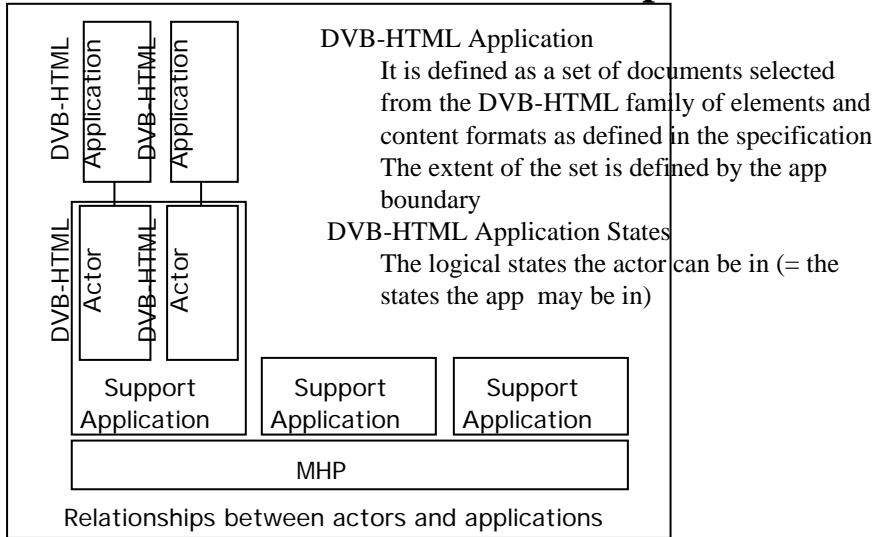 DVB-HTML
Application
DVB-HTML
Application
DVB-HTML Application
It is defined as a set of documents selected
from the DVB-HTML family of elements and
content formats as defined in the specification
The extent of the set is defined by the app
boundary
DVB-HTML Application States
The logical states the actor can be in (= the
states the app may be in)
DVB-HTML
Actor
DVB-HTML
Actor
Support
Application
Support
Application
Support
Application
MHP
Relationships between actors and applications